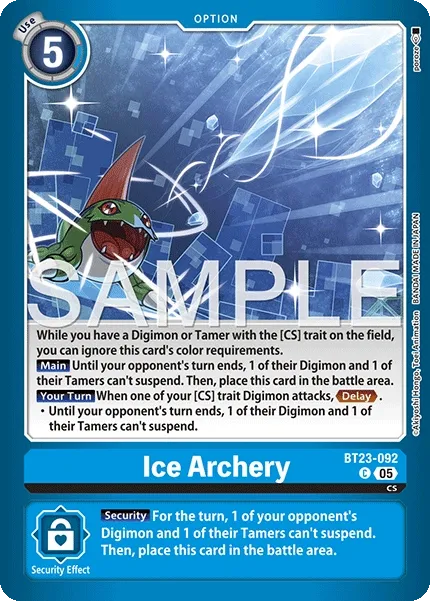 OPTION
Use
5
poroze
SAMPLE
While you have a Digimon or Tamer with the [CS] trait on the field,
you can ignore this card's color requirements.
Main Until your opponent's turn ends, 1 of their Digimon and 1 of
their Tamers can't suspend. Then, place this card in the battle area.
Your Turn When one of your [CS] trait Digimon attacks, Delay.
• Until your opponent's turn ends, 1 of their Digimon and 1 of
their Tamers can't suspend.
©Akiyoshi Hongo, Toei Animation BANDAI MADE IN JAPAN
Ice Archery
BT23-092
C 05
CS
Security Effect
Security For the turn, 1 of your opponent's
Digimon and 1 of their Tamers can't suspend.
Then, place this card in the battle area.